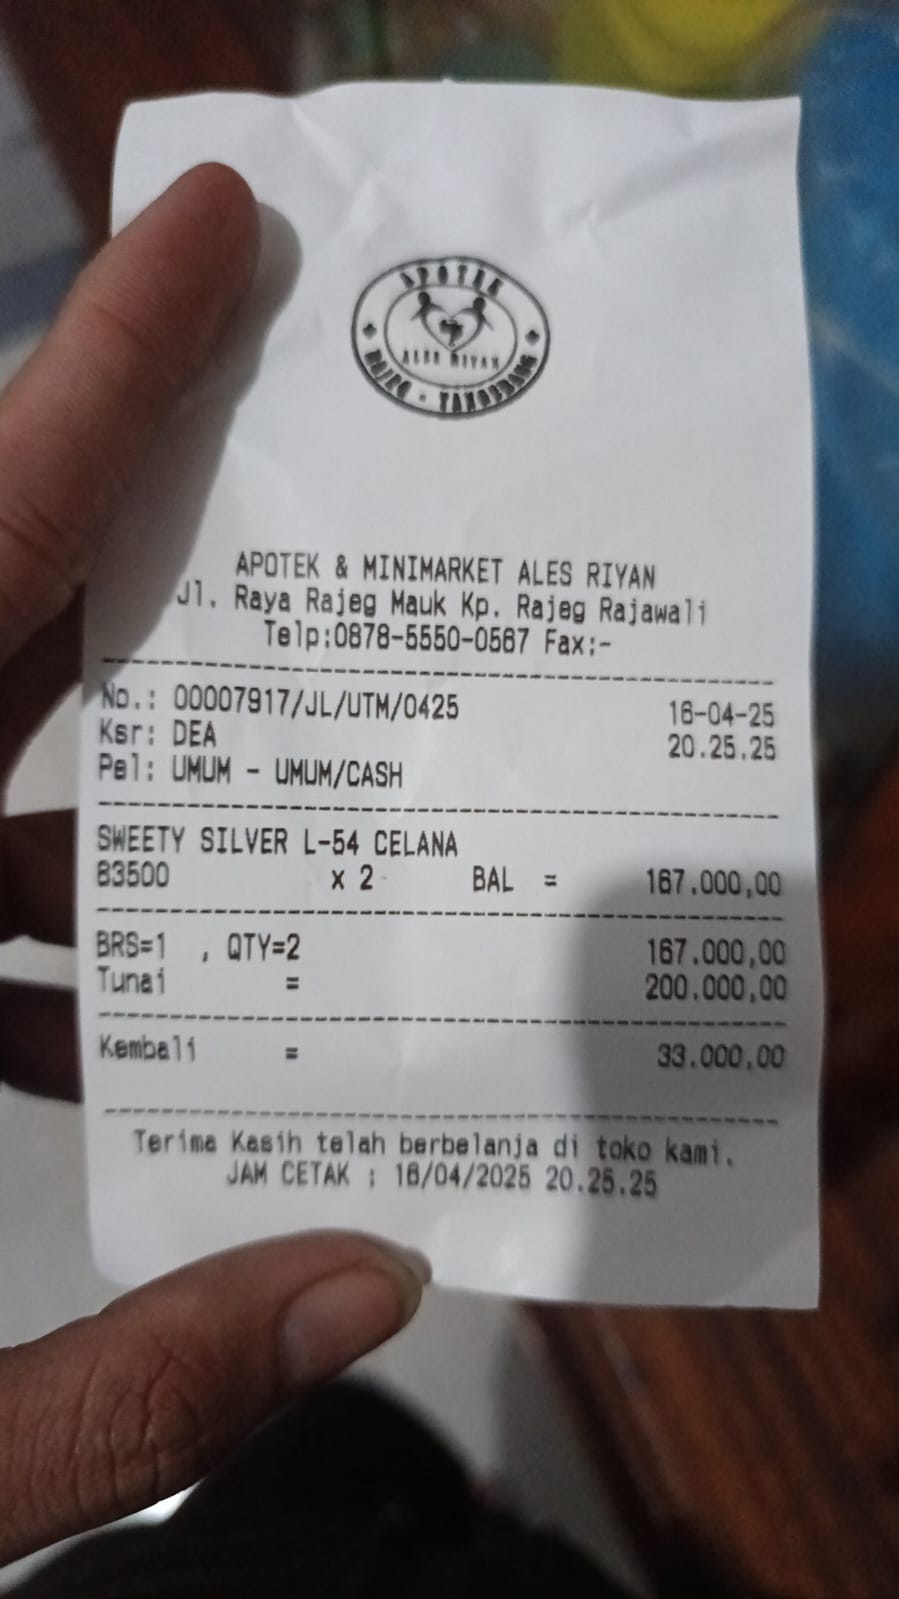 APOTEK
ALES RIYAN
RAJEG - TANGERANG
APOTEK & MINIMARKET ALES RIYAN
Jl. Raya Rajeg Mauk Kp. Rajeg Rajawali
Telp:0878-5550-0567 Fax:-
No.: 00007917/JL/UTM/0425 16-04-25
Ksr: DEA 20.25.25
Pel: UMUM - UMUM/CASH
SWEETY SILVER L-54 CELANA
83500 x 2 BAL = 167.000,00
BRS=1 , QTY=2 167.000,00
Tunai = 200.000,00
Kembali = 33.000,00
Terima Kasih telah berbelanja di toko kami.
JAM CETAK : 16/04/2025 20.25.25